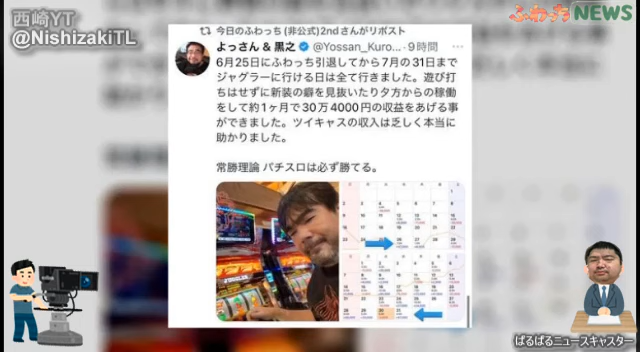 西崎YT
@NishizakiTL
ふわっちNEWS
今日のふわっち (非公式)2ndさんがリポスト
よっさん & 黒之 @Yossan_Kuro... · 9時間
6月25日にふわっち引退してから7月の31日まで
ジャグラーに行ける日は全て行きました。遊び打
ちはせずに新装の癖を見抜いたり夕方からの稼働
をして約1ヶ月で30万4000円の収益をあげる事
ができました。ツイキャスの収入は乏しく本当に
助かりました。
常勝理論 パチスロは必ず勝てる。
ぱるぱるニュースキャスター